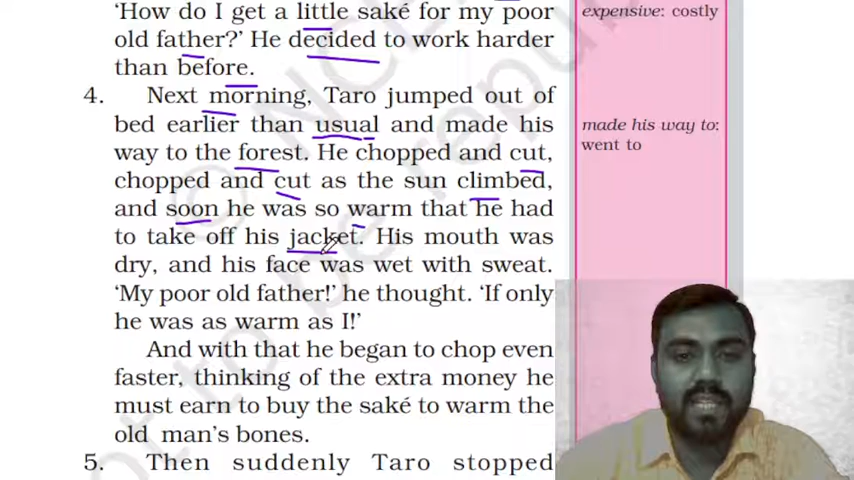 'How do I get a little saké for my poor
old father?' He decided to work harder
than before.
expensive: costly
4. Next morning, Taro jumped out of
bed earlier than usual and made his
way to the forest. He chopped and cut,
chopped and cut as the sun climbed,
and soon he was so warm that he had
to take off his jacket. His mouth was
dry, and his face was wet with sweat.
'My poor old father!' he thought. 'If only
he was as warm as I!'
made his way to:
went to
And with that he began to chop even
faster, thinking of the extra money he
must earn to buy the saké to warm the
old man's bones.
5. Then suddenly Taro stopped